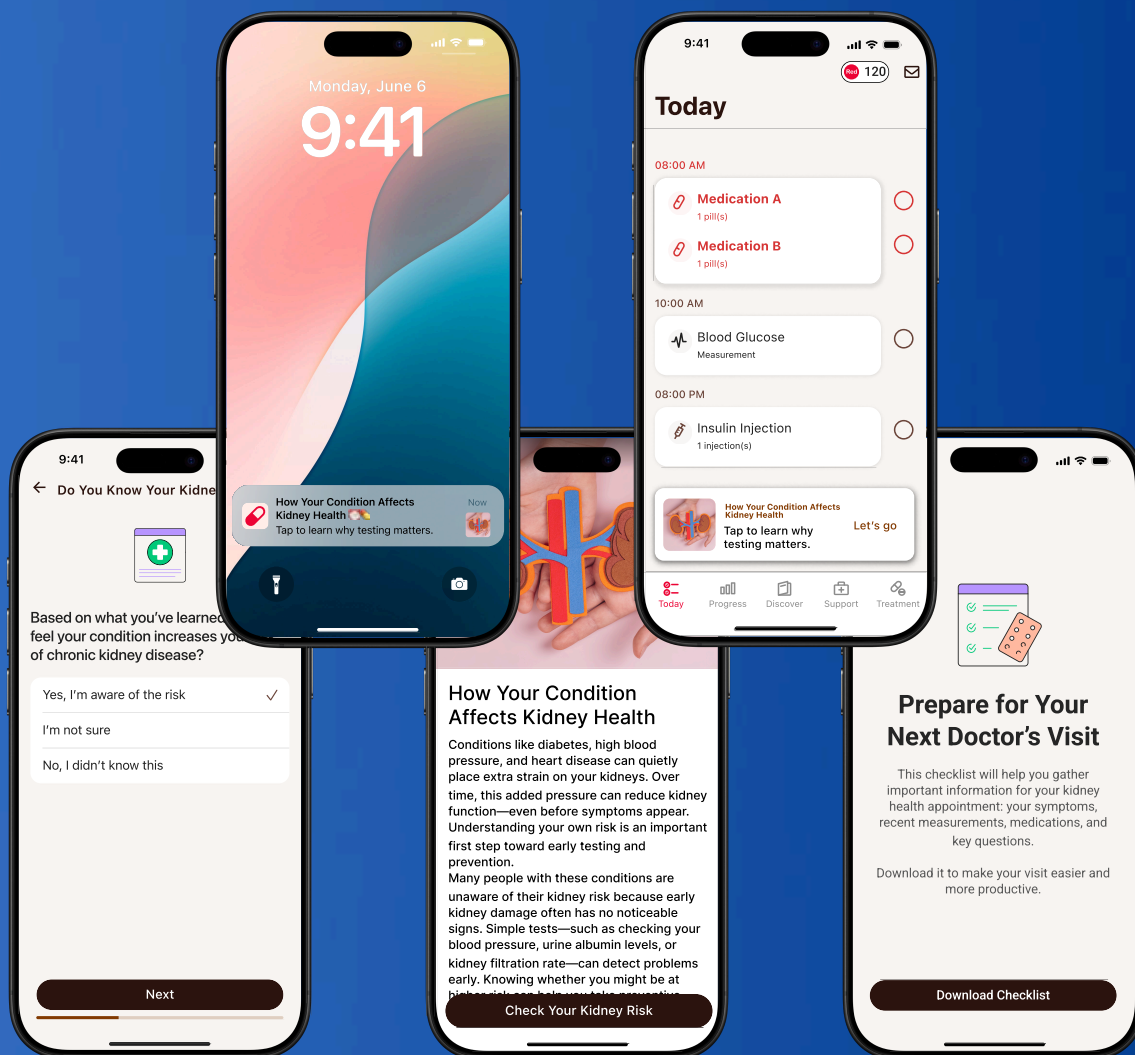 Monday, June 6
9:41
How Your Condition Affects
Kidney Health
Now
Tap to learn why testing matters.
9:41
Red 120
Today
08:00 AM
Medication A
1 pill(s)
Medication B
1 pill(s)
10:00 AM
Blood Glucose
Measurement
08:00 PM
Insulin Injection
1 injection(s)
How Your Condition Affects
Kidney Health
Tap to learn why
testing matters.
Let's go
Today Progress Discover Support Treatment
9:41
Do You Know Your
Based on what you've learned
feel your condition increases
of chronic kidney disease?
Yes, I'm aware of the risk
I'm not sure
No, I didn't know this
Next
How Your Condition
Affects Kidney Health
Conditions like diabetes, high blood
pressure, and heart disease can quietly
place extra strain on your kidneys. Over
time, this added pressure can reduce kidney
function—even before symptoms appear.
Understanding your own risk is an important
first step toward early testing and
prevention.
Many people with these conditions are
unaware of their kidney risk because early
kidney damage often has no noticeable
signs. Simple tests—such as checking your
blood pressure, urine albumin levels, or
kidney filtration rate—can detect problems
early. Knowing whether you might be at
Check Your Kidney Risk
Prepare for Your
Next Doctor's Visit
This checklist will help you gather
important information for your kidney
health appointment: your symptoms,
recent measurements, medications, and
key questions.
Download it to make your visit easier and
more productive.
Download Checklist